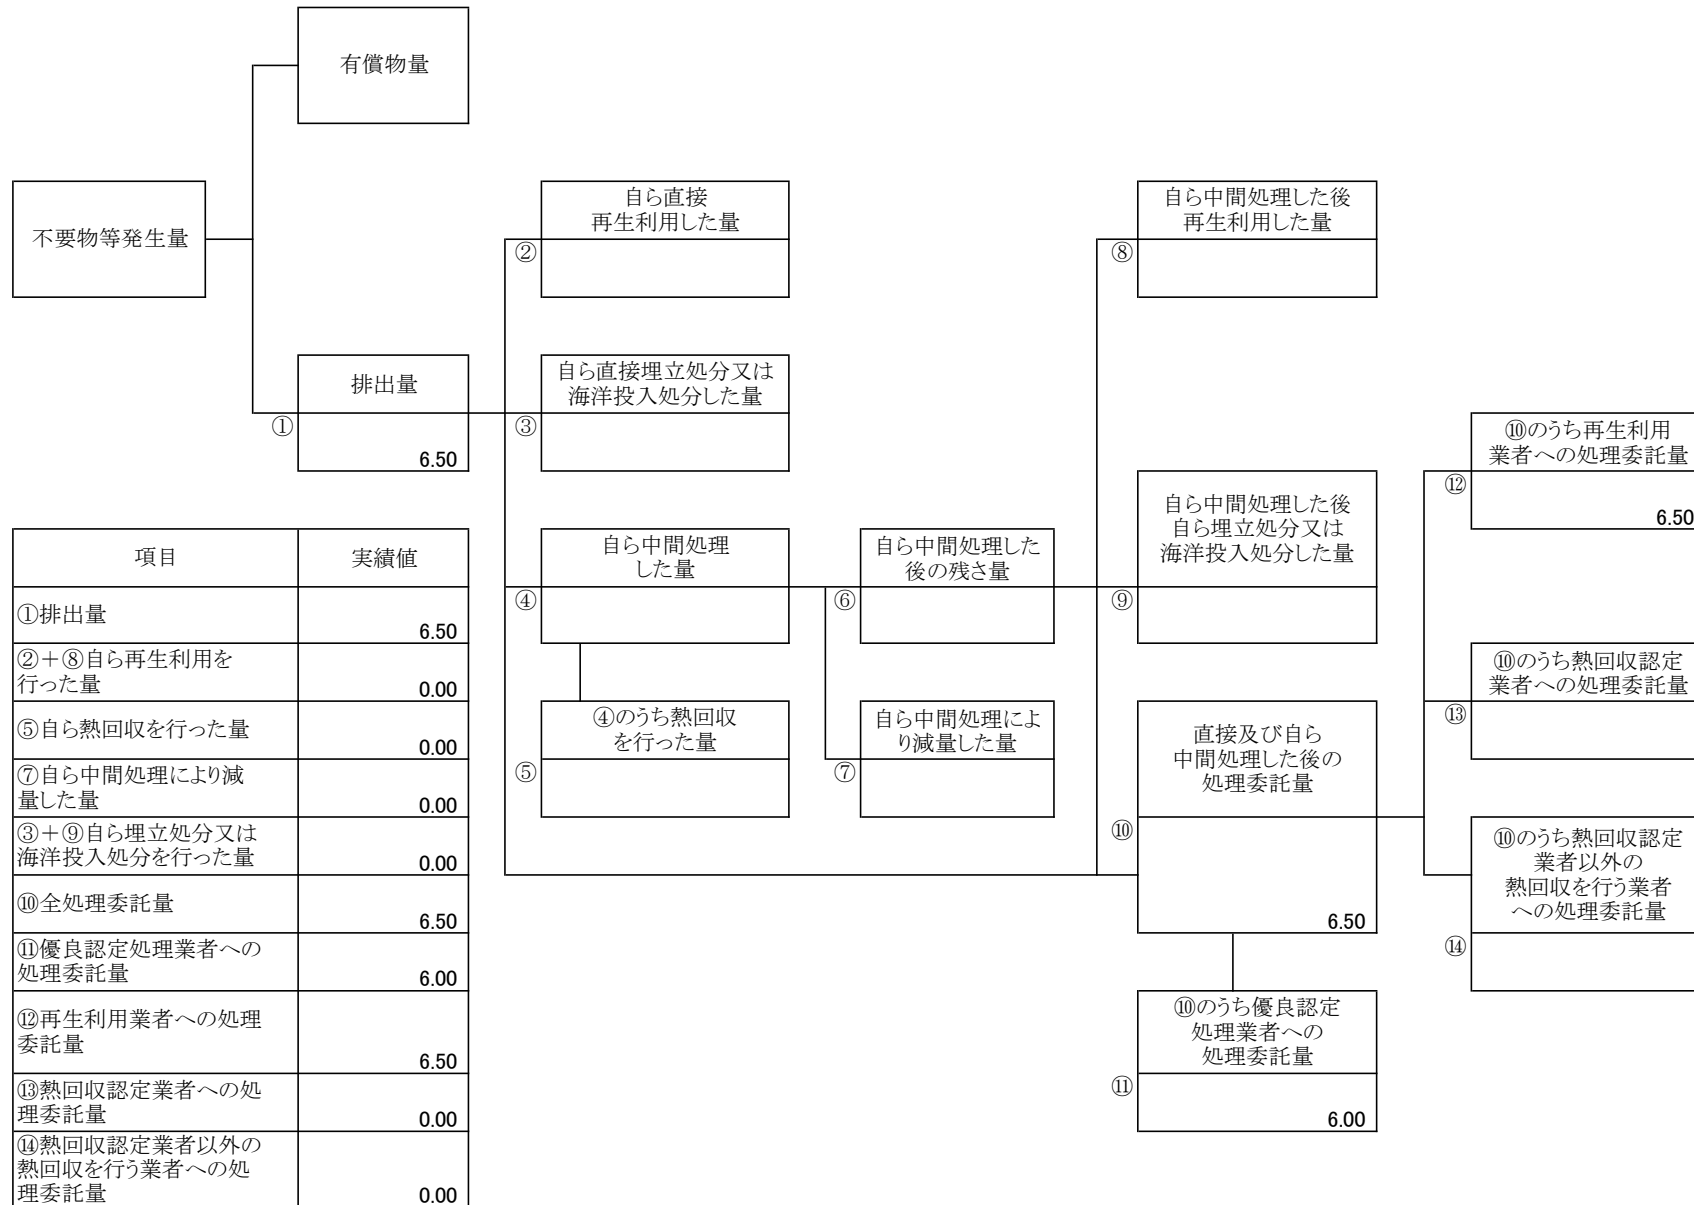 有償物量
不要物等発生量
排出量
①
6.50
自ら直接
再生利用した量
②
自ら直接埋立処分又は
海洋投入処分した量
③
自ら中間処理
した量
④
④のうち熱回収
を行った量
⑤
自ら中間処理した
後の残さ量
⑥
自ら中間処理によ
り減量した量
⑦
自ら中間処理した後
再生利用した量
⑧
自ら中間処理した後
自ら埋立処分又は
海洋投入処分した量
⑨
直接及び自ら
中間処理した後の
処理委託量
⑩
6.50
⑩のうち優良認定
処理業者への
処理委託量
⑪
6.00
⑩のうち再生利用
業者への処理委託量
⑫
6.50
⑩のうち熱回収認定
業者への処理委託量
⑬
⑩のうち熱回収認定
業者以外の
熱回収を行う業者
への処理委託量
⑭
項目 実績値
①排出量
6.50
②+⑧自ら再生利用を
行った量
0.00
⑤自ら熱回収を行った量
0.00
⑦自ら中間処理により減
量した量
0.00
③+⑨自ら埋立処分又は
海洋投入処分を行った量
0.00
⑩全処理委託量
6.50
⑪優良認定処理業者への
処理委託量
6.00
⑫再生利用業者への処理
委託量
6.50
⑬熱回収認定業者への処
理委託量
0.00
⑭熱回収認定業者以外の
熱回収を行う業者への処
理委託量
0.00